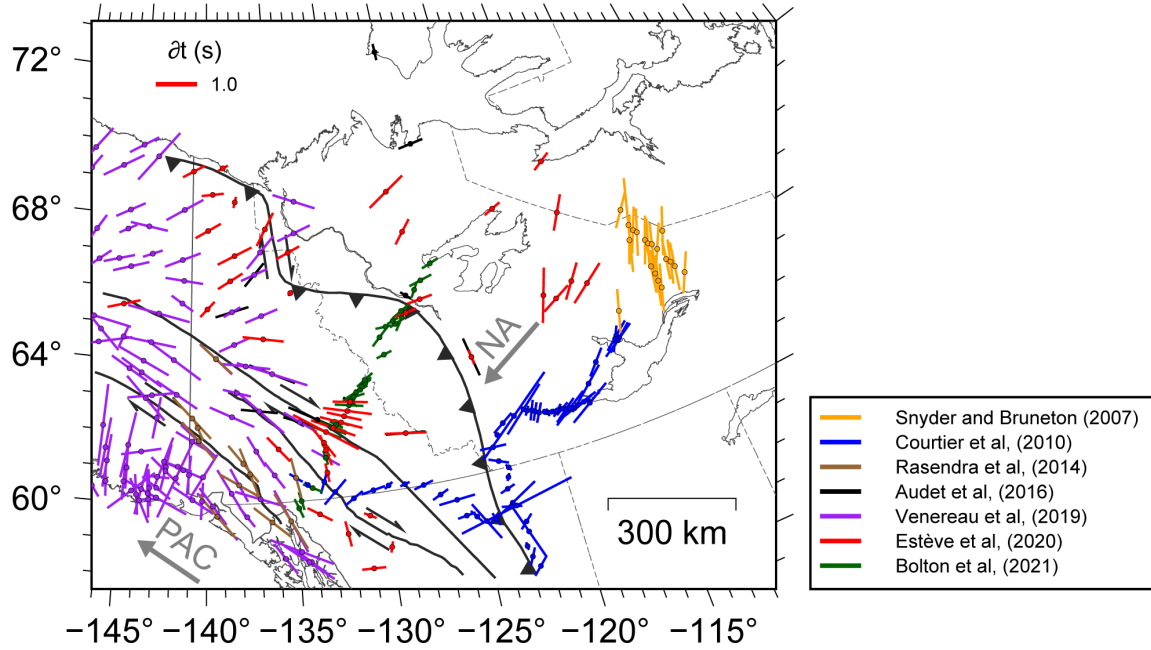 72°
68°
64°
60°
∂t (s)
1.0
NA
PAC
300 km
−145° −140° −135° −130° −125° −120° −115°
Snyder and Bruneton (2007)
Courtier et al, (2010)
Rasendra et al, (2014)
Audet et al, (2016)
Venereau et al, (2019)
Estève et al, (2020)
Bolton et al, (2021)